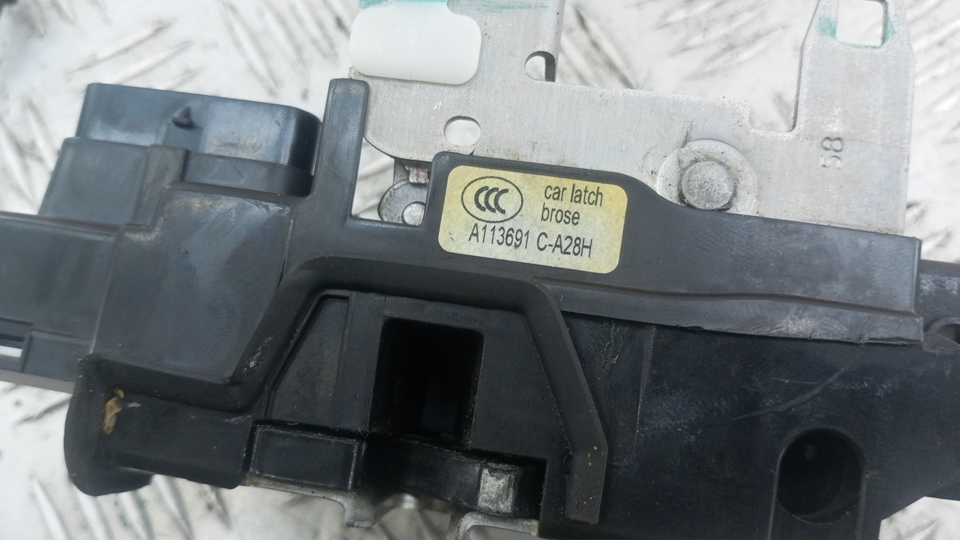 CCC car latch
brose
A113691 C-A28H
58